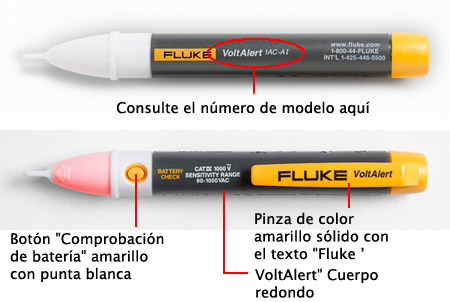 FLUKE VoltAlert 1AC-A1
www.fluke.com
1-800-44-FLUKE
INT'L 1-425-446-5500
Consulte el número de modelo aquí
BATTERY
CHECK
CAT IV 1000 V
SENSITIVITY RANGE
90-1000 VAC
FLUKE VoltAlert
Botón "Comprobación
de batería" amarillo
con punta blanca
Pinza de color
amarillo sólido con
el texto "Fluke ’
VoltAlert" Cuerpo
redondo